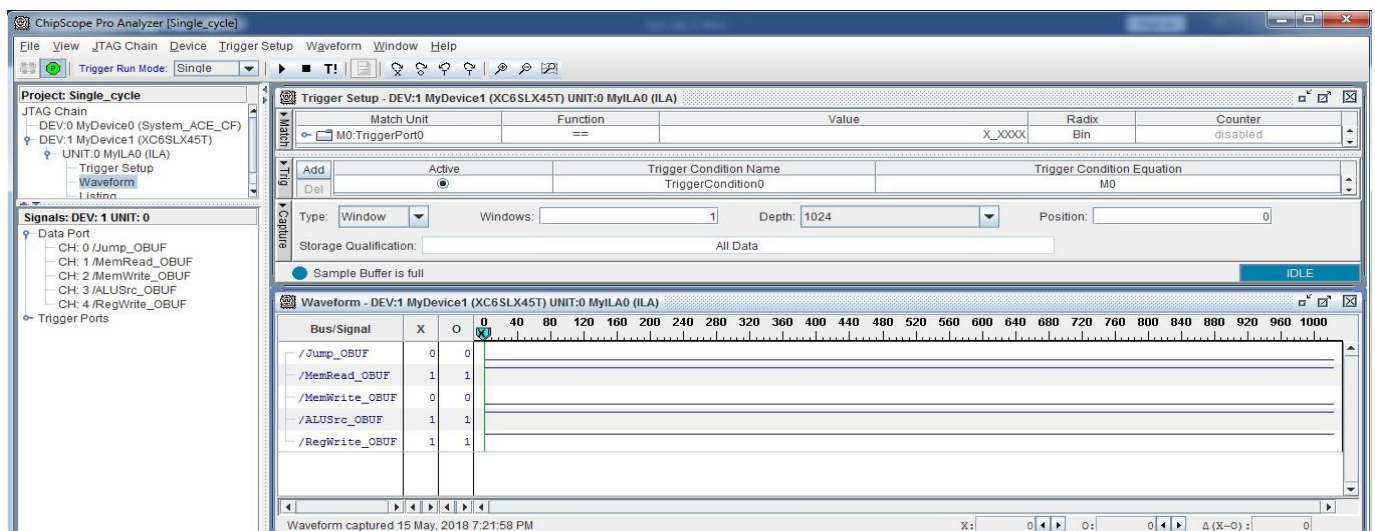 ChipScope Pro Analyzer [Single_cycle]
File View JTAG Chain Device Trigger Setup Waveform Window Help
Trigger Run Mode: Single T!
Project: Single_cycle
JTAG Chain
DEV:0 MyDevice0 (System_ACE_CF)
DEV:1 MyDevice1 (XC6SLX45T)
UNIT:0 MyILA0 (ILA)
Trigger Setup
Waveform
Listing
Signals: DEV: 1 UNIT: 0
Data Port
CH: 0 /Jump_OBUF
CH: 1 /MemRead_OBUF
CH: 2 /MemWrite_OBUF
CH: 3 /ALUSrc_OBUF
CH: 4 /RegWrite_OBUF
Trigger Ports
Trigger Setup - DEV:1 MyDevice1 (XC6SLX45T) UNIT:0 MyILA0 (ILA)
Match
Match Unit Function Value Radix Counter
M0:TriggerPort0 == X_XXXX Bin disabled
Trig
Add Active Trigger Condition Name Trigger Condition Equation
Del TriggerCondition0 M0
Capture
Type: Window Windows: 1 Depth: 1024 Position: 0
Storage Qualification: All Data
Sample Buffer is full IDLE
Waveform - DEV:1 MyDevice1 (XC6SLX45T) UNIT:0 MyILA0 (ILA)
Bus/Signal X O 0 40 80 120 160 200 240 280 320 360 400 440 480 520 560 600 640 680 720 760 800 840 880 920 960 1000
X
/Jump_OBUF 0 0
/MemRead_OBUF 1 1
/MemWrite_OBUF 0 0
/ALUSrc_OBUF 1 1
/RegWrite_OBUF 1 1
Waveform captured 15 May, 2018 7:21:58 PM X: 0 O: 0 Δ(X-O): 0